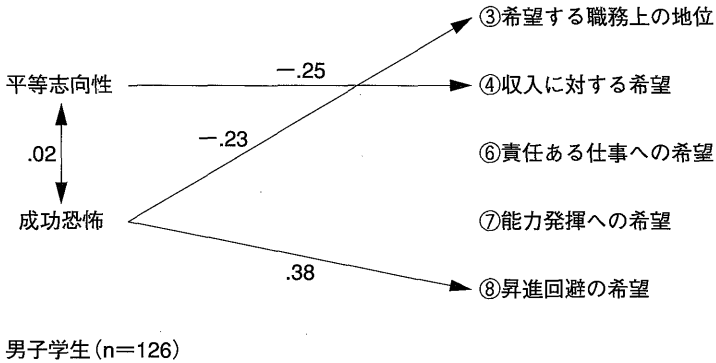 ③希望する職務上の地位
平等志向性
−.25
④収入に対する希望
−.23
.02
⑥責任ある仕事への希望
成功恐怖
⑦能力発揮への希望
.38
⑧昇進回避の希望
男子学生(n=126)